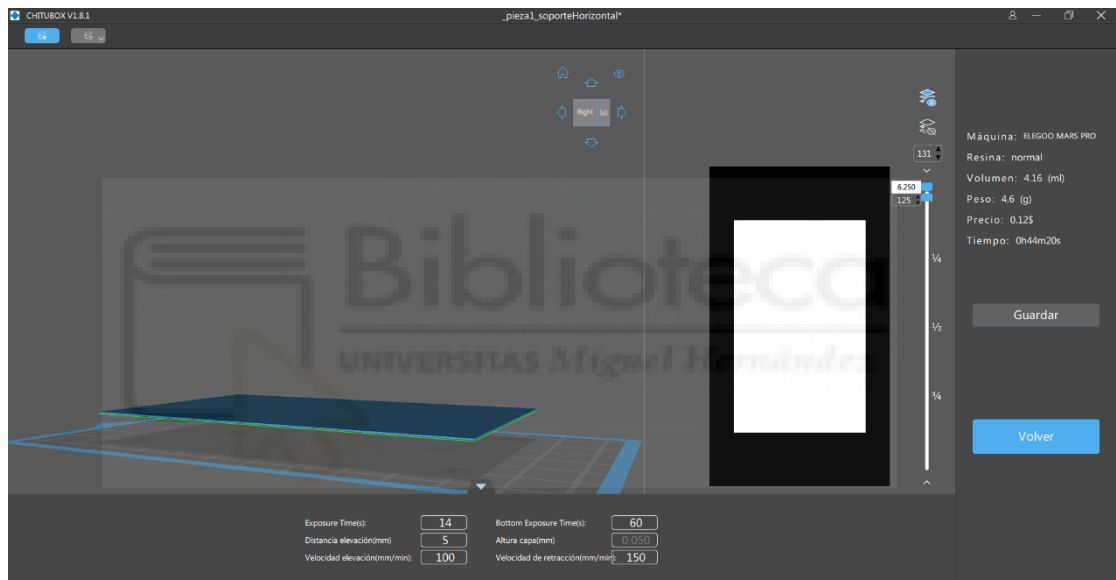 CHITUBOX V1.8.1
_pieza1_soporteHorizontal*
Right
131
6.250
125
¼
½
¾
Máquina: ELEGOO MARS PRO
Resina: normal
Volumen: 4.16 (ml)
Peso: 4.6 (g)
Precio: 0.12$
Tiempo: 0h44m20s
Guardar
Volver
Biblioteca
UNIVERSITAS Miguel Hernández
Exposure Time(s): 14
Bottom Exposure Time(s): 60
Distancia elevación(mm) 5
Altura capa(mm) 0.050
Velocidad elevación(mm/min): 100
Velocidad de retracción(mm/min): 150